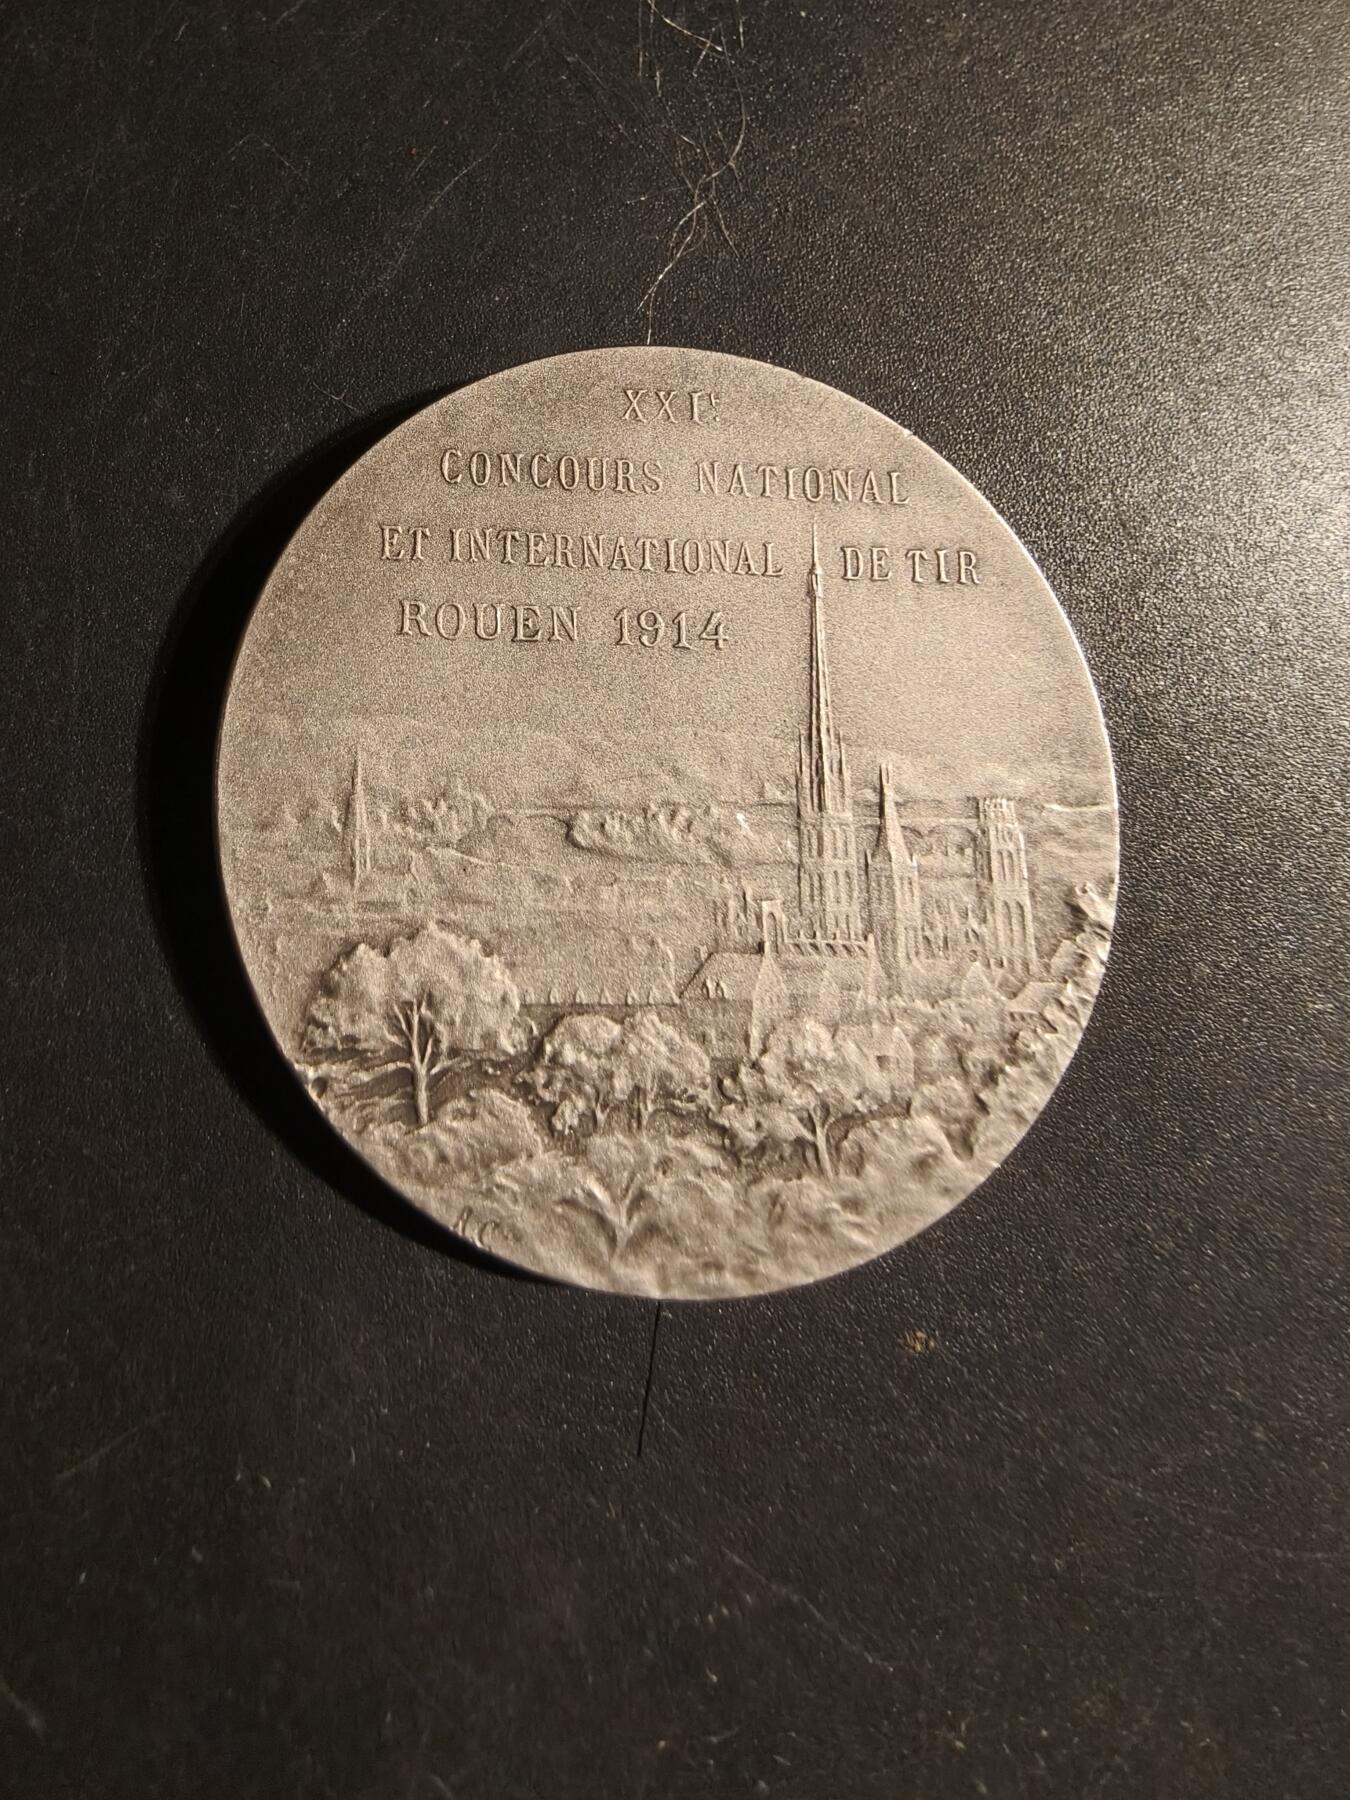 XXIe
CONCOURS NATIONAL
ET INTERNATIONAL DE TIR
ROUEN 1914